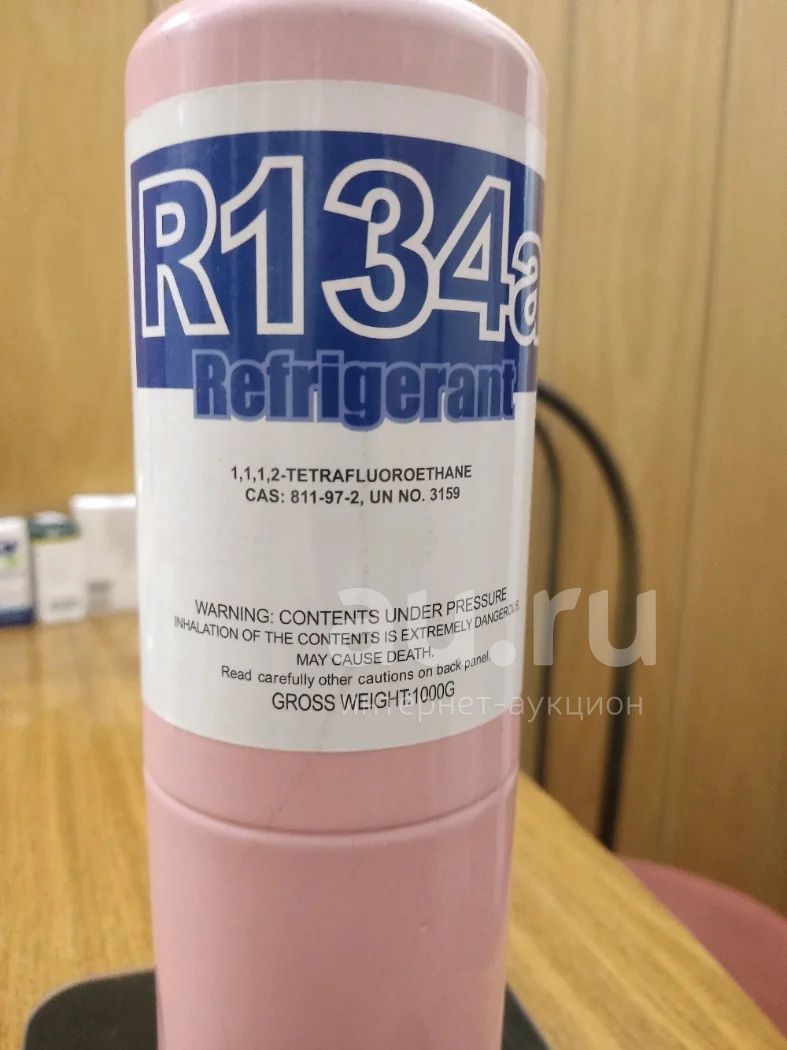 R134a
Refrigerant
1,1,1,2-TETRAFLUOROETHANE
CAS: 811-97-2, UN NO. 3159
WARNING: CONTENTS UNDER PRESSURE
INHALATION OF THE CONTENTS IS EXTREMELY DANGEROUS,
MAY CAUSE DEATH.
Read carefully other cautions on back panel.
GROSS WEIGHT:1000G
au.ru
интернет-аукцион